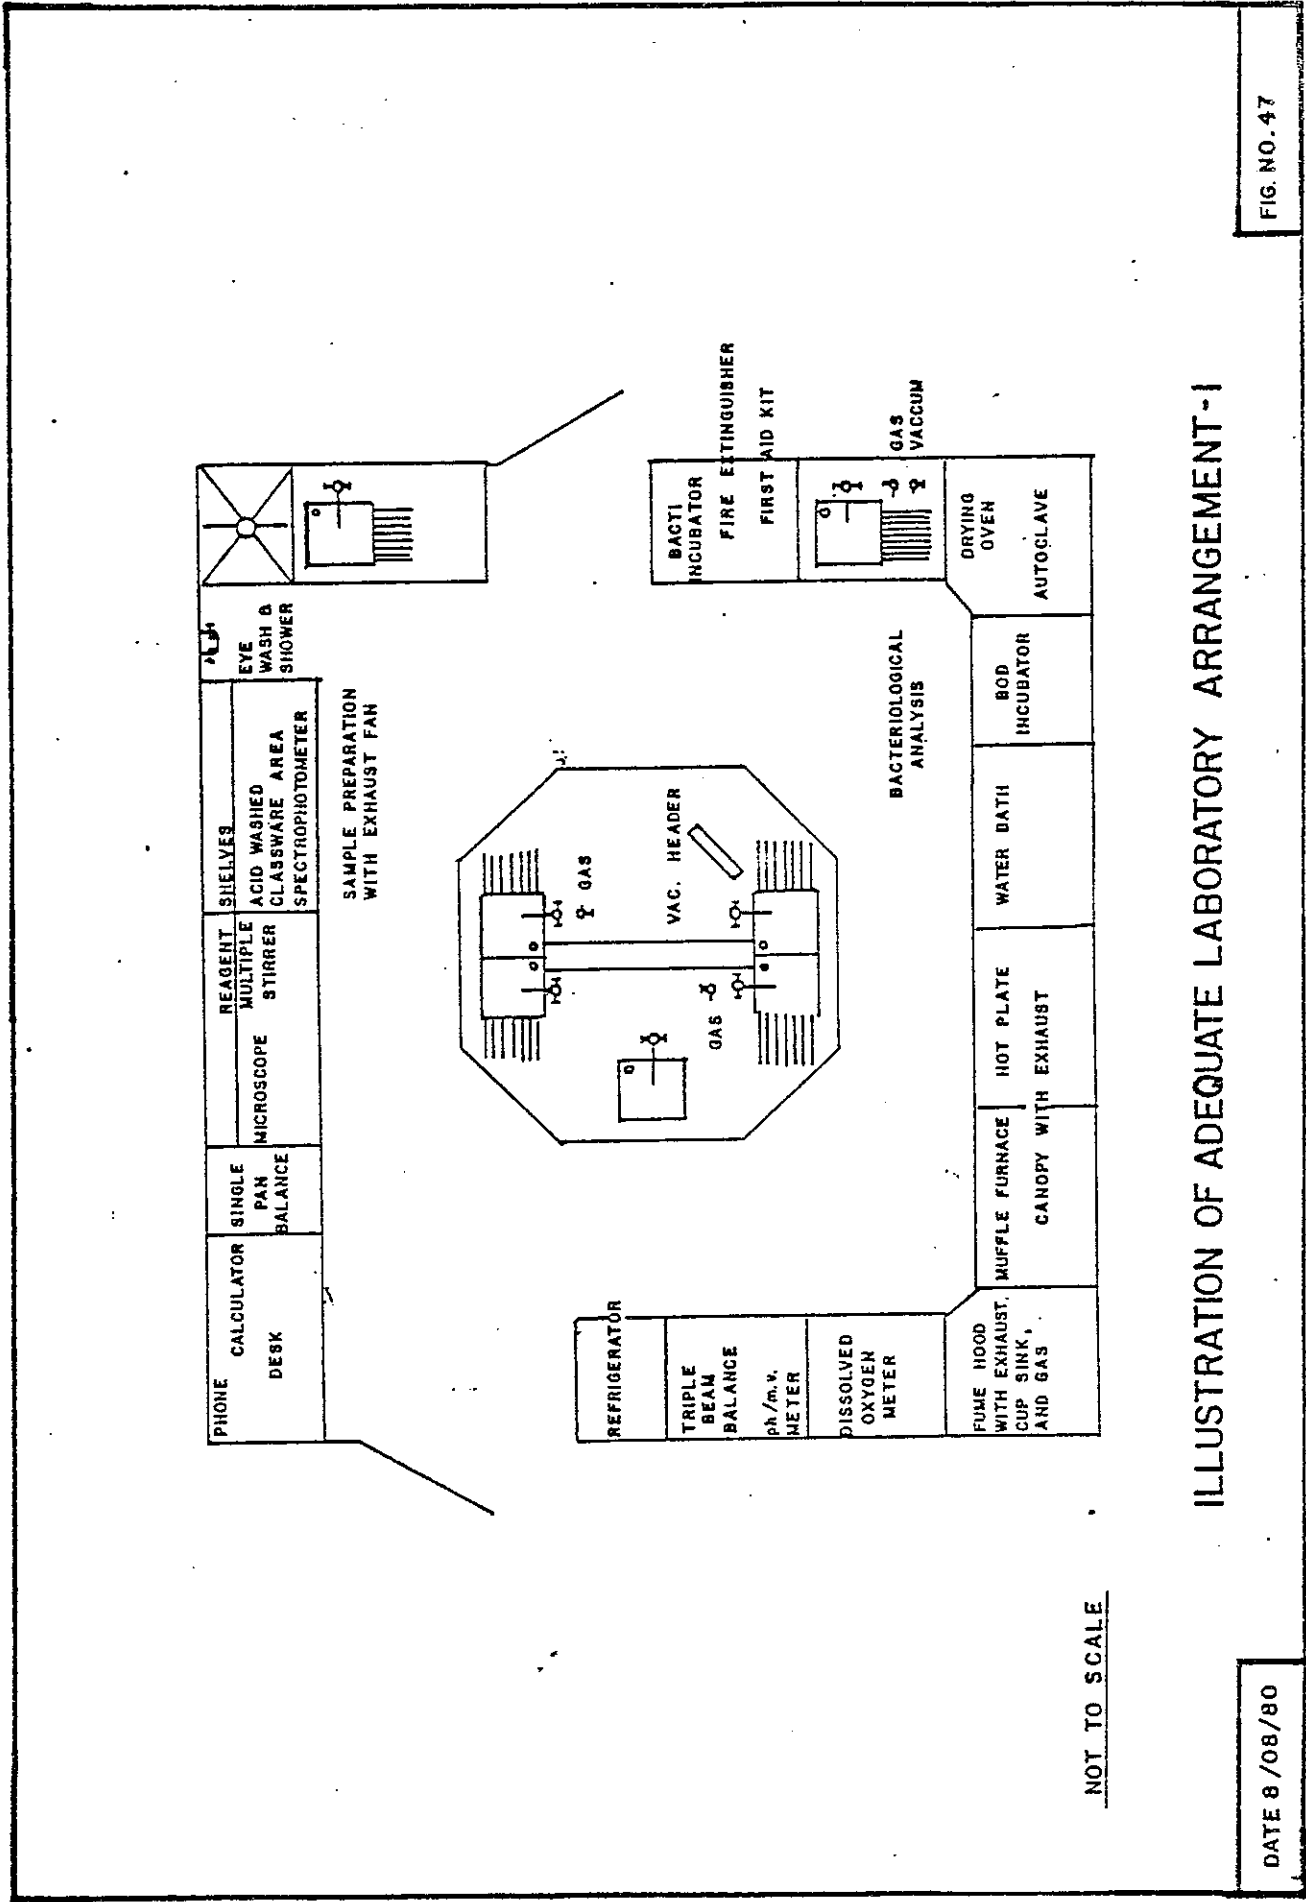 PHONE
CALCULATOR
DESK
SINGLE
PAN
BALANCE
REAGENT
SHELVES
MICROSCOPE
MULTIPLE
STIRRER
ACID WASHED
CLASSWARE AREA
SPECTROPHOTOMETER
EYE
WASH &
SHOWER
SAMPLE PREPARATION
WITH EXHAUST FAN
GAS
VAC. HEADER
GAS
REFRIGERATOR
TRIPLE
BEAM
BALANCE
ph/m.v.
METER
DISSOLVED
OXYGEN
METER
FUME HOOD
WITH EXHAUST,
CUP SINK,
AND GAS
MUFFLE FURNACE
HOT PLATE
CANOPY WITH EXHAUST
WATER BATH
BOD
INCUBATOR
BACTERIOLOGICAL
ANALYSIS
BACTI
INCUBATOR
FIRE EXTINGUISHER
FIRST AID KIT
GAS
VACCUM
DRYING
OVEN
AUTOCLAVE
NOT TO SCALE
ILLUSTRATION OF ADEQUATE LABORATORY ARRANGEMENT-I
DATE 8/08/80
FIG. NO. 47